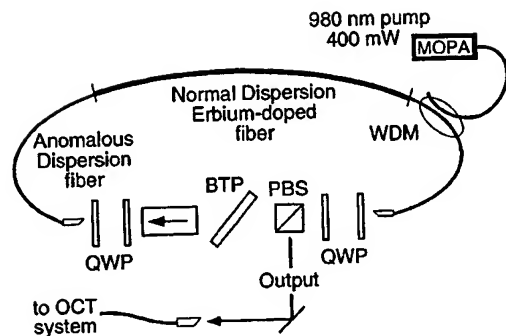 980 nm pump
400 mW
MOPA
Normal Dispersion
Erbium-doped
fiber
WDM
Anomalous
Dispersion
fiber
BTP
PBS
QWP
QWP
Output
to OCT
system